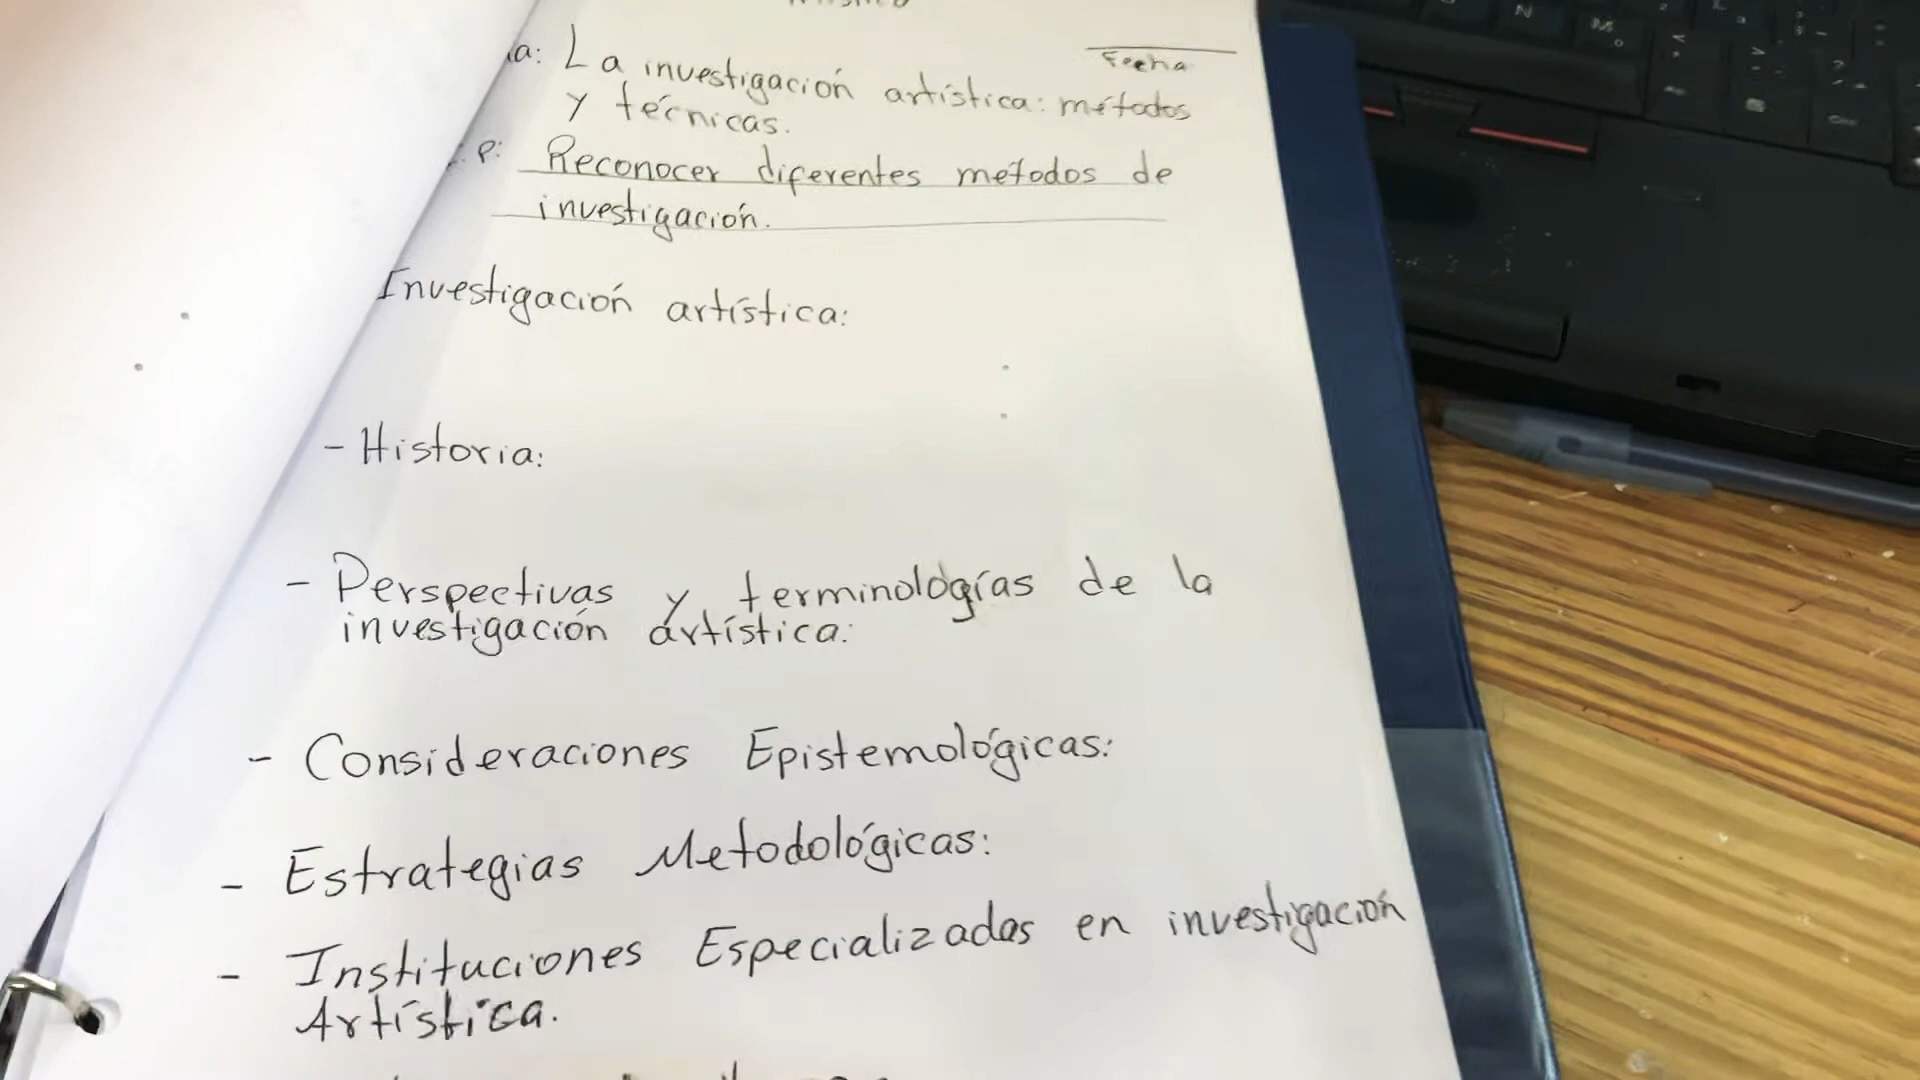 Fecha
a: La investigación artística: métodos
y técnicas.
P: Reconocer diferentes métodos de
investigación.
Investigación artística:
- Historia:
- Perspectivas y terminologías de la
investigación artística:
- Consideraciones Epistemológicas:
- Estrategias Metodológicas:
- Instituciones Especializadas en investigación
Artística.
N
M